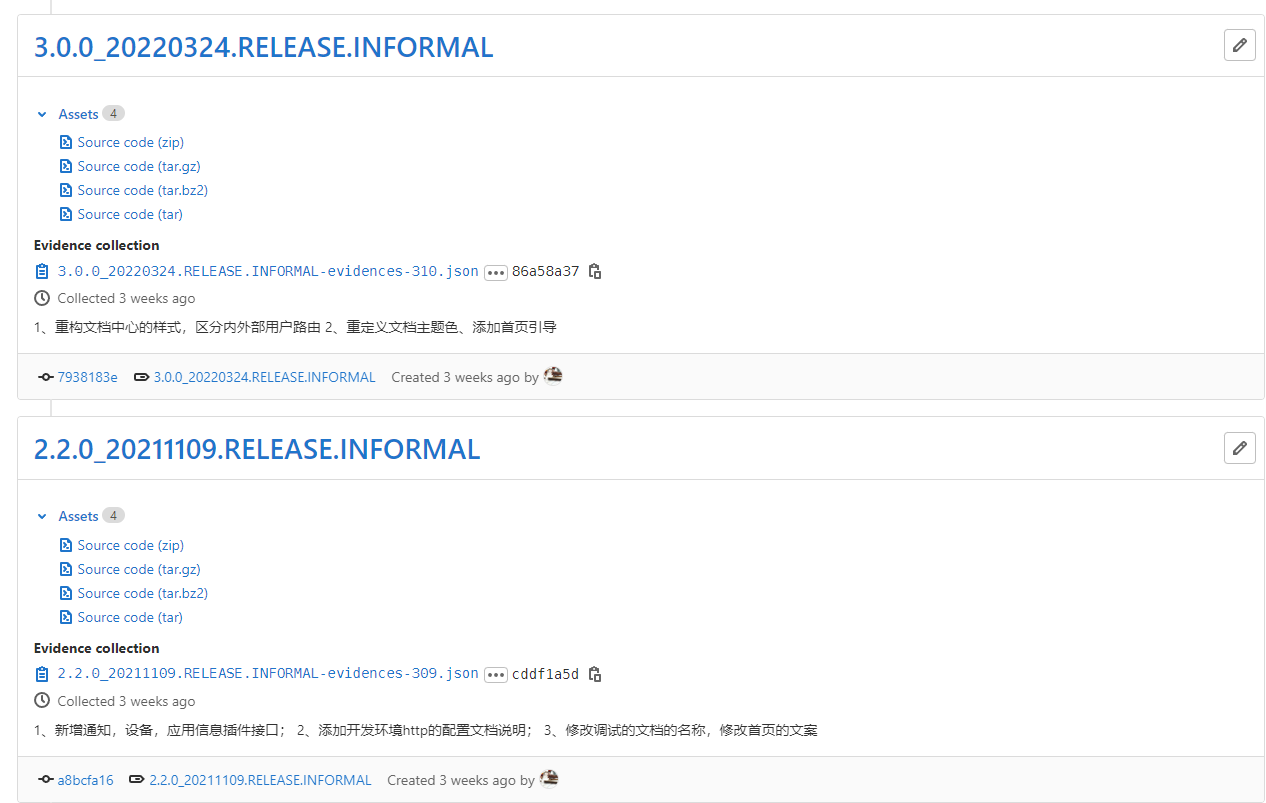 3.0.0_20220324.RELEASE.INFORMAL
Assets 4
Source code (zip)
Source code (tar.gz)
Source code (tar.bz2)
Source code (tar)
Evidence collection
3.0.0_20220324.RELEASE.INFORMAL-evidences-310.json ••• 86a58a37
Collected 3 weeks ago
1、重构文档中心的样式，区分内外部用户路由 2、重定义文档主题色、添加首页引导
7938183e 3.0.0_20220324.RELEASE.INFORMAL Created 3 weeks ago by
2.2.0_20211109.RELEASE.INFORMAL
Assets 4
Source code (zip)
Source code (tar.gz)
Source code (tar.bz2)
Source code (tar)
Evidence collection
2.2.0_20211109.RELEASE.INFORMAL-evidences-309.json ••• cddf1a5d
Collected 3 weeks ago
1、新增通知，设备，应用信息插件接口； 2、添加开发环境http的配置文档说明； 3、修改调试的文档的名称，修改首页的文案
a8bcfa16 2.2.0_20211109.RELEASE.INFORMAL Created 3 weeks ago by